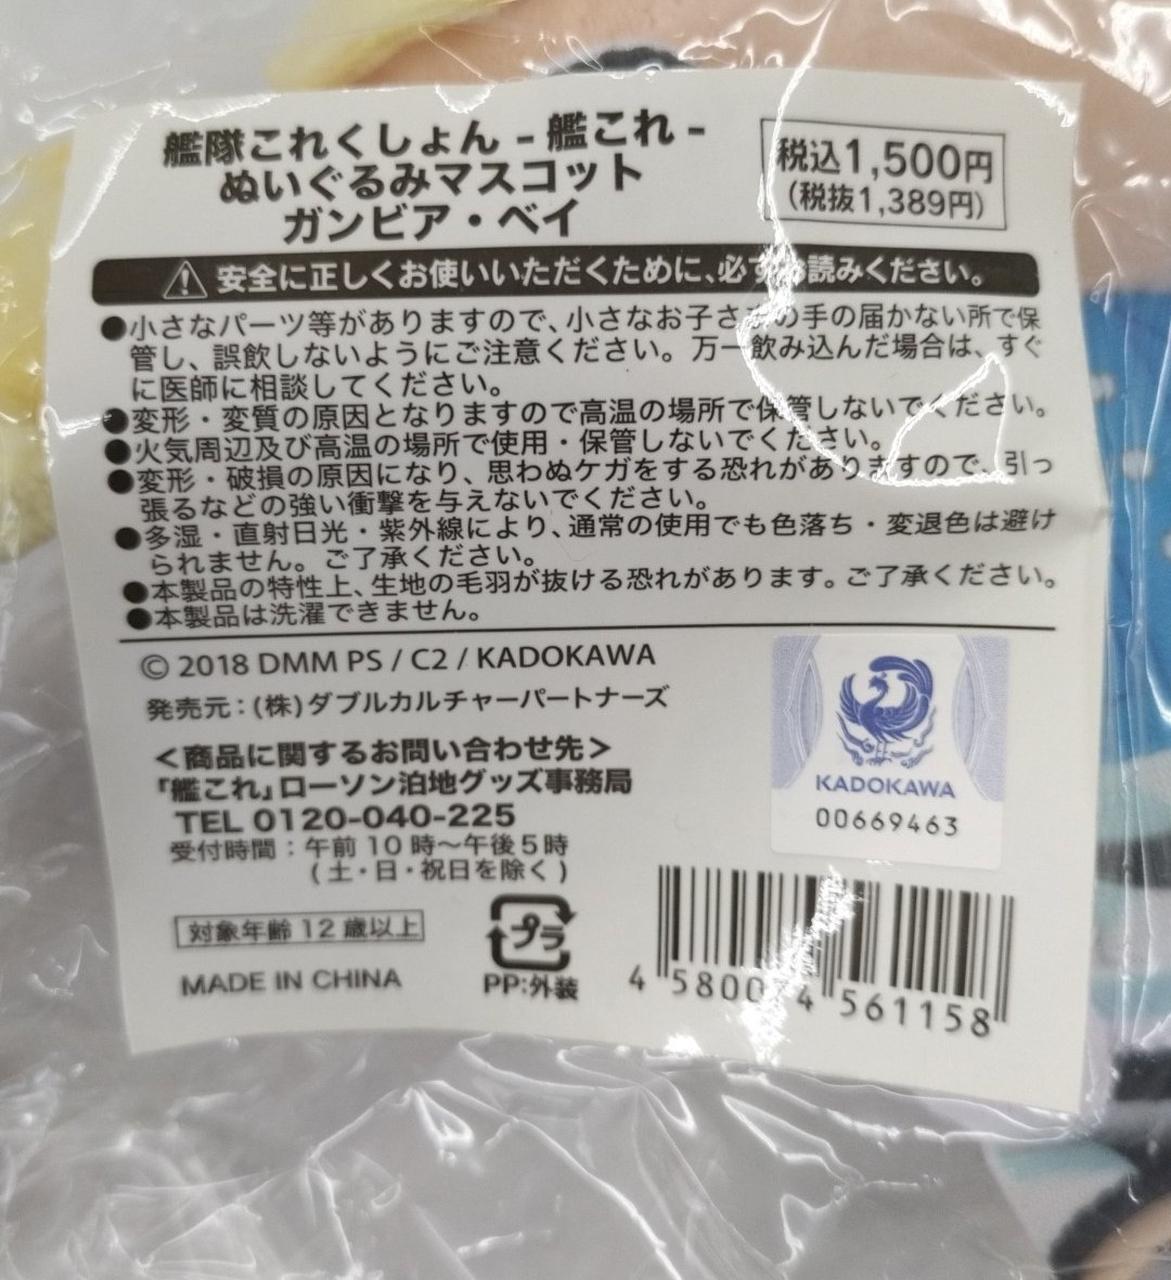 艦隊これくしょん - 艦これ -
ぬいぐるみマスコット
ガンビア・ベイ
税込1,500円
(税抜1,389円)
安全に正しくお使いいただくために、必ずお読みください。
●小さなパーツ等がありますので、小さなお子さまの手の届かない所で保
管し、誤飲しないようにご注意ください。万一飲み込んだ場合は、すぐ
に医師に相談してください。
●変形・変質の原因となりますので高温の場所で保管しないでください。
●火気周辺及び高温の場所で使用・保管しないでください。
●変形・破損の原因になり、思わぬケガをする恐れがありますので、引っ
張るなどの強い衝撃を与えないでください。
●多湿・直射日光・紫外線により、通常の使用でも色落ち・変退色は避け
られません。ご了承ください。
●本製品の特性上、生地の毛羽が抜ける恐れがあります。ご了承ください。
●本製品は洗濯できません。
© 2018 DMM PS / C2 / KADOKAWA
発売元:(株)ダブルカルチャーパートナーズ
<商品に関するお問い合わせ先>
「艦これ」ローソン泊地グッズ事務局
TEL 0120-040-225
受付時間:午前10時～午後5時
(土・日・祝日を除く)
対象年齢12歳以上
MADE IN CHINA
プラ
PP:外装
KADOKAWA
00669463
4 561158